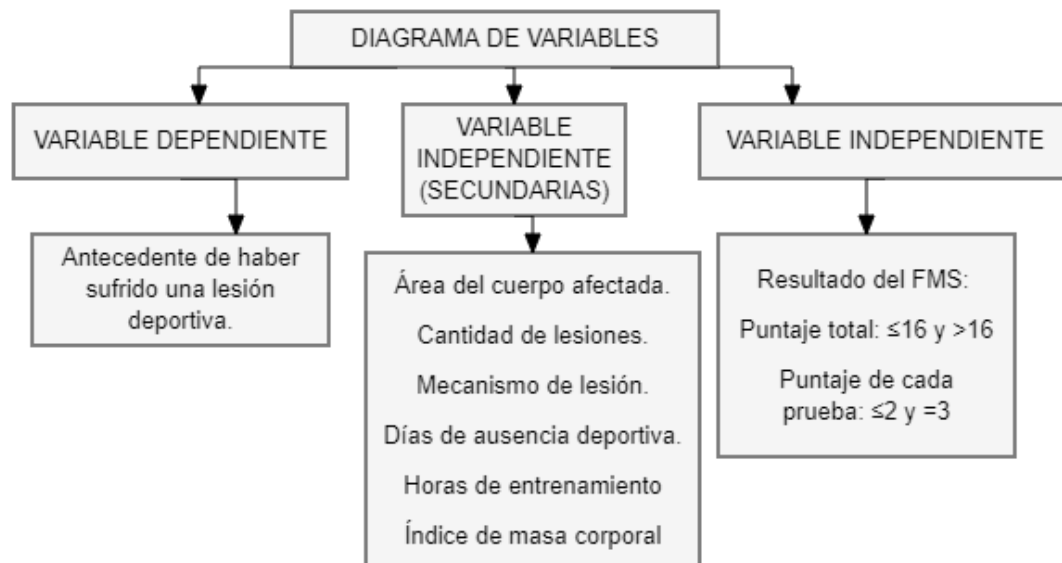 DIAGRAMA DE VARIABLES
VARIABLE DEPENDIENTE
VARIABLE
INDEPENDIENTE
(SECUNDARIAS)
VARIABLE INDEPENDIENTE
Antecedente de haber
sufrido una lesión
deportiva.
Área del cuerpo afectada.
Cantidad de lesiones.
Mecanismo de lesión.
Días de ausencia deportiva.
Horas de entrenamiento
Índice de masa corporal
Resultado del FMS:
Puntaje total: ≤16 y >16
Puntaje de cada
prueba: ≤2 y =3